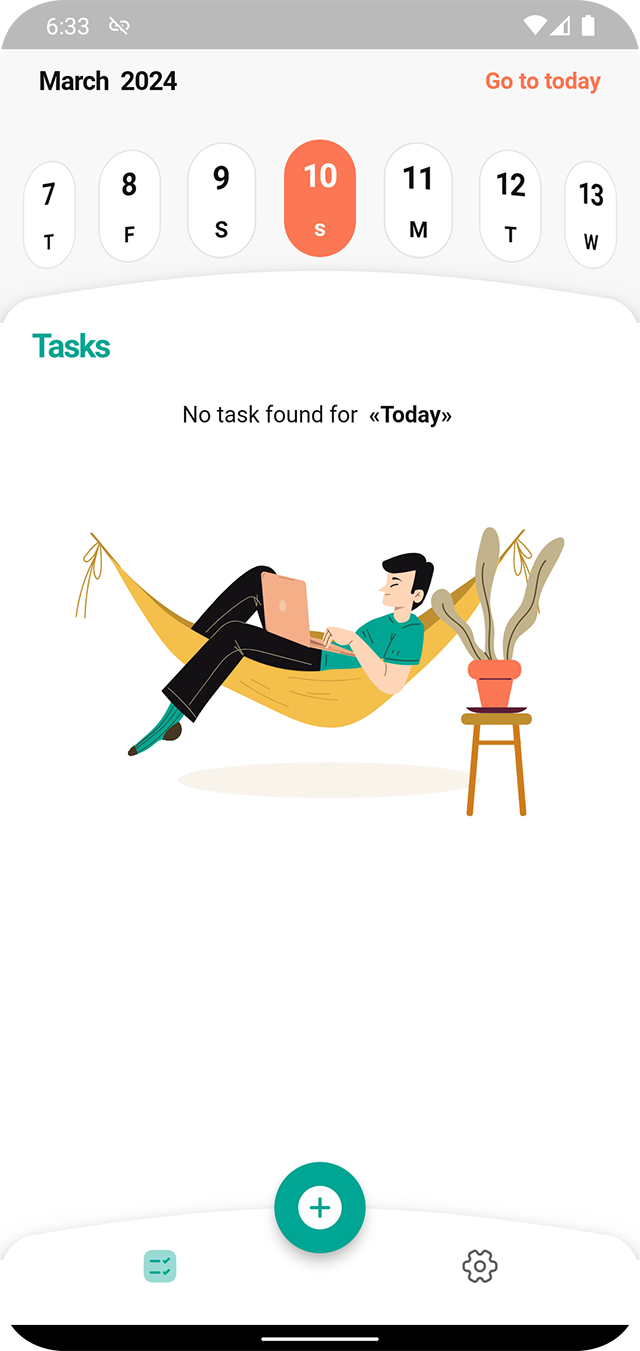 6:33
March 2024 Go to today
7 8 9 10 11 12 13
T F S S M T W
Tasks
No task found for «Today»